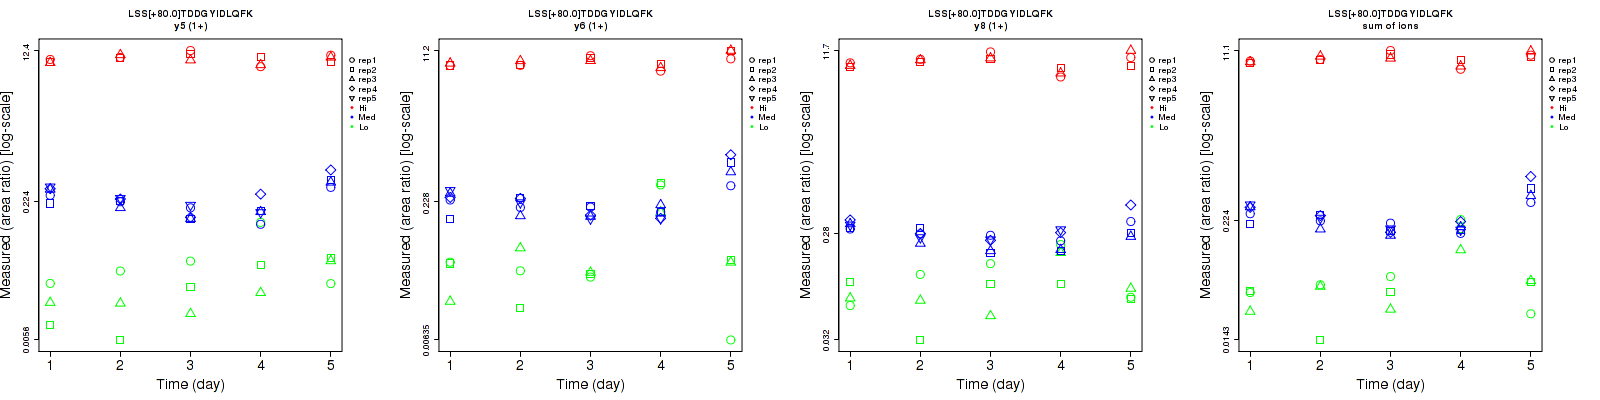 LSS[+80.0]TDDGYIDLQFK
y5 (1+)
Measured (area ratio) [log-scale]
12.4
0.224
0.0056
1 2 3 4 5
Time (day)
rep1
rep2
rep3
rep4
rep5
Hi
Med
Lo
LSS[+80.0]TDDGYIDLQFK
y6 (1+)
Measured (area ratio) [log-scale]
11.2
0.228
0.00635
1 2 3 4 5
Time (day)
rep1
rep2
rep3
rep4
rep5
Hi
Med
Lo
LSS[+80.0]TDDGYIDLQFK
y8 (1+)
Measured (area ratio) [log-scale]
11.7
0.28
0.032
1 2 3 4 5
Time (day)
rep1
rep2
rep3
rep4
rep5
Hi
Med
Lo
LSS[+80.0]TDDGYIDLQFK
sum of ions
Measured (area ratio) [log-scale]
11.1
0.224
0.0143
1 2 3 4 5
Time (day)
rep1
rep2
rep3
rep4
rep5
Hi
Med
Lo